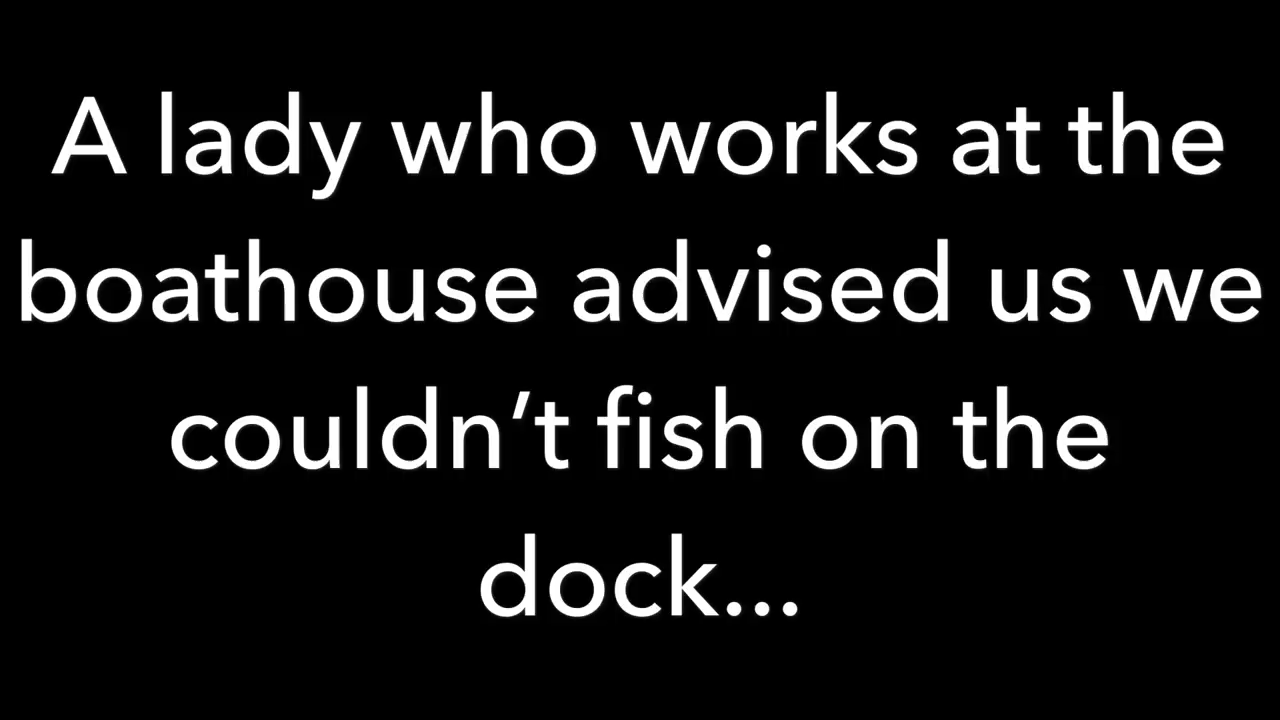 A lady who works at the
boathouse advised us we
couldn’t fish on the
dock...